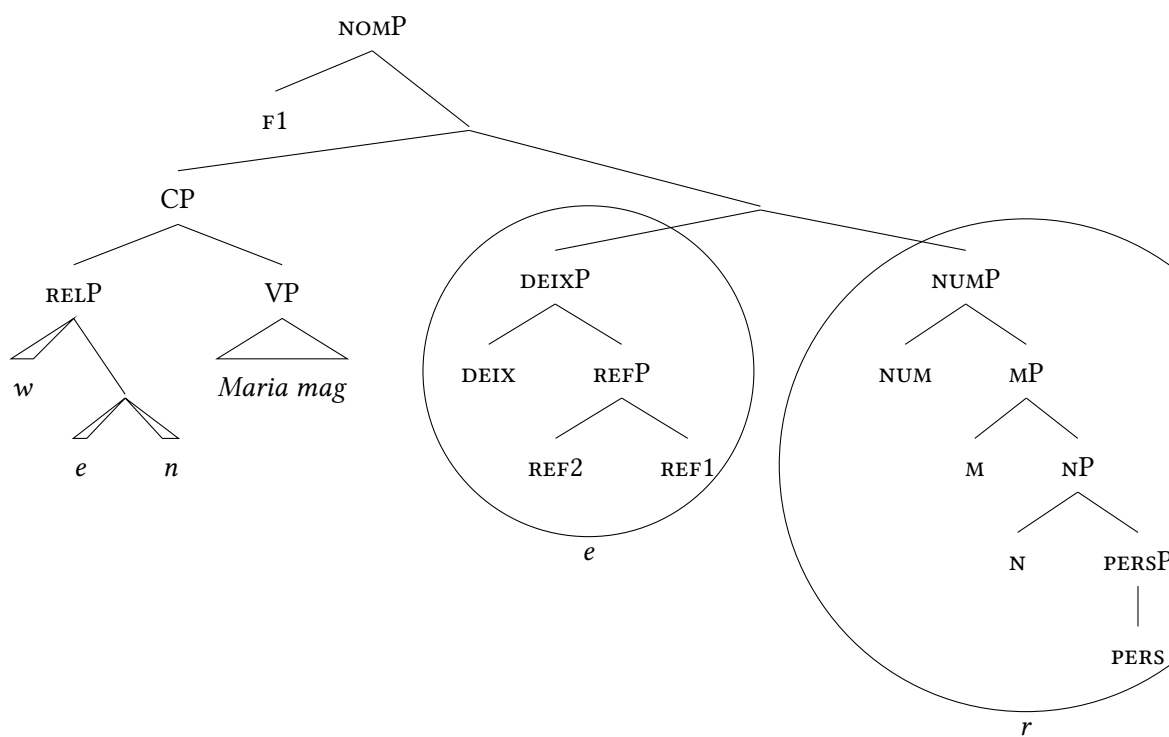 NOMP
F1
CP
RELP VP DEIXP NUMP
w Maria mag DEIX REFP NUM MP
e n REF2 REF1 M NP
e N PERSP
PERS
r